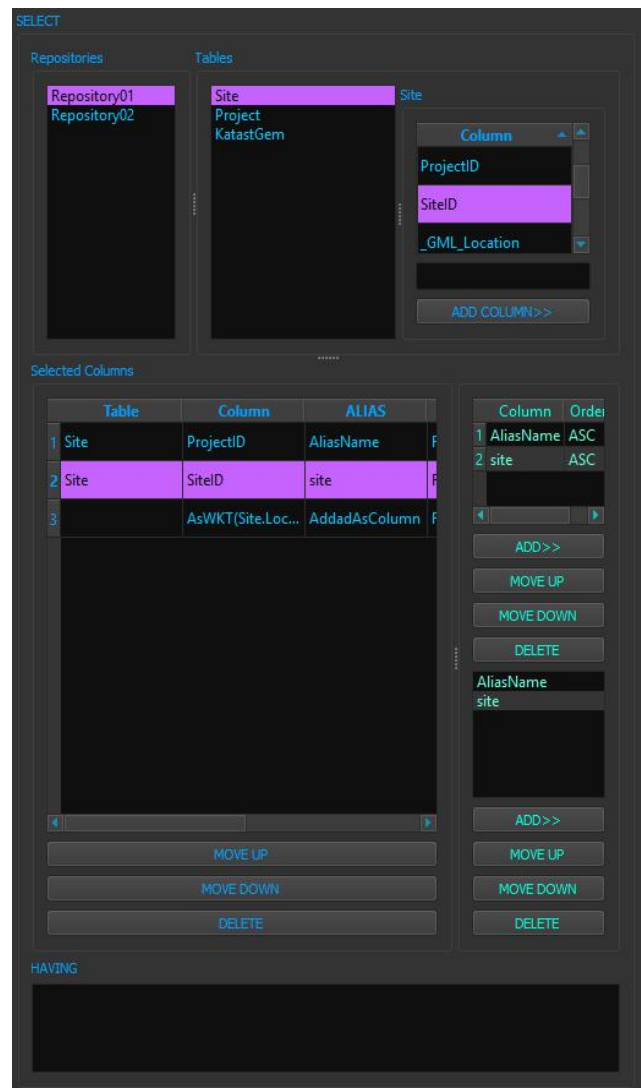 SELECT
Repositories
Tables
Repository01
Repository02
Site
Project
KatastGem
Site
Column
ProjectID
SiteID
_GML_Location
ADD COLUMN>>
Selected Columns
Table Column ALIAS
1 Site ProjectID AliasName F
2 Site SiteID site F
3 AsWKT(Site.Loc... AddadAsColumn F
MOVE UP
MOVE DOWN
DELETE
Column Order
1 AliasName ASC
2 site ASC
ADD>>
MOVE UP
MOVE DOWN
DELETE
AliasName
site
ADD>>
MOVE UP
MOVE DOWN
DELETE
HAVING